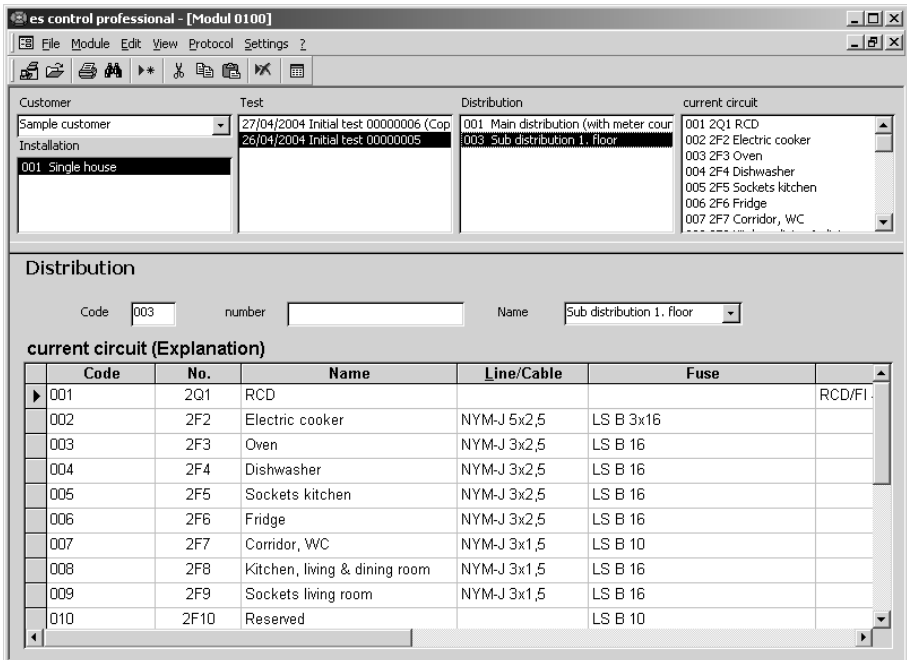 es control professional - [Modul 0100]
File Module Edit View Protocol Settings ?
Customer Test Distribution current circuit
Sample customer
Installation
001 Single house
27/04/2004 Initial test 00000006 (Cop
26/04/2004 Initial test 00000005
001 Main distribution (with meter cour
003 Sub distribution 1. floor
001 2Q1 RCD
002 2F2 Electric cooker
003 2F3 Oven
004 2F4 Dishwasher
005 2F5 Sockets kitchen
006 2F6 Fridge
007 2F7 Corridor, WC
Distribution
Code 003 number Name Sub distribution 1. floor
current circuit (Explanation)
Code No. Name Line/Cable Fuse
001 2Q1 RCD RCD/FI
002 2F2 Electric cooker NYM-J 5x2,5 LS B 3x16
003 2F3 Oven NYM-J 3x2,5 LS B 16
004 2F4 Dishwasher NYM-J 3x2,5 LS B 16
005 2F5 Sockets kitchen NYM-J 3x2,5 LS B 16
006 2F6 Fridge NYM-J 3x2,5 LS B 16
007 2F7 Corridor, WC NYM-J 3x1,5 LS B 10
008 2F8 Kitchen, living & dining room NYM-J 3x1,5 LS B 16
009 2F9 Sockets living room NYM-J 3x1,5 LS B 16
010 2F10 Reserved LS B 10